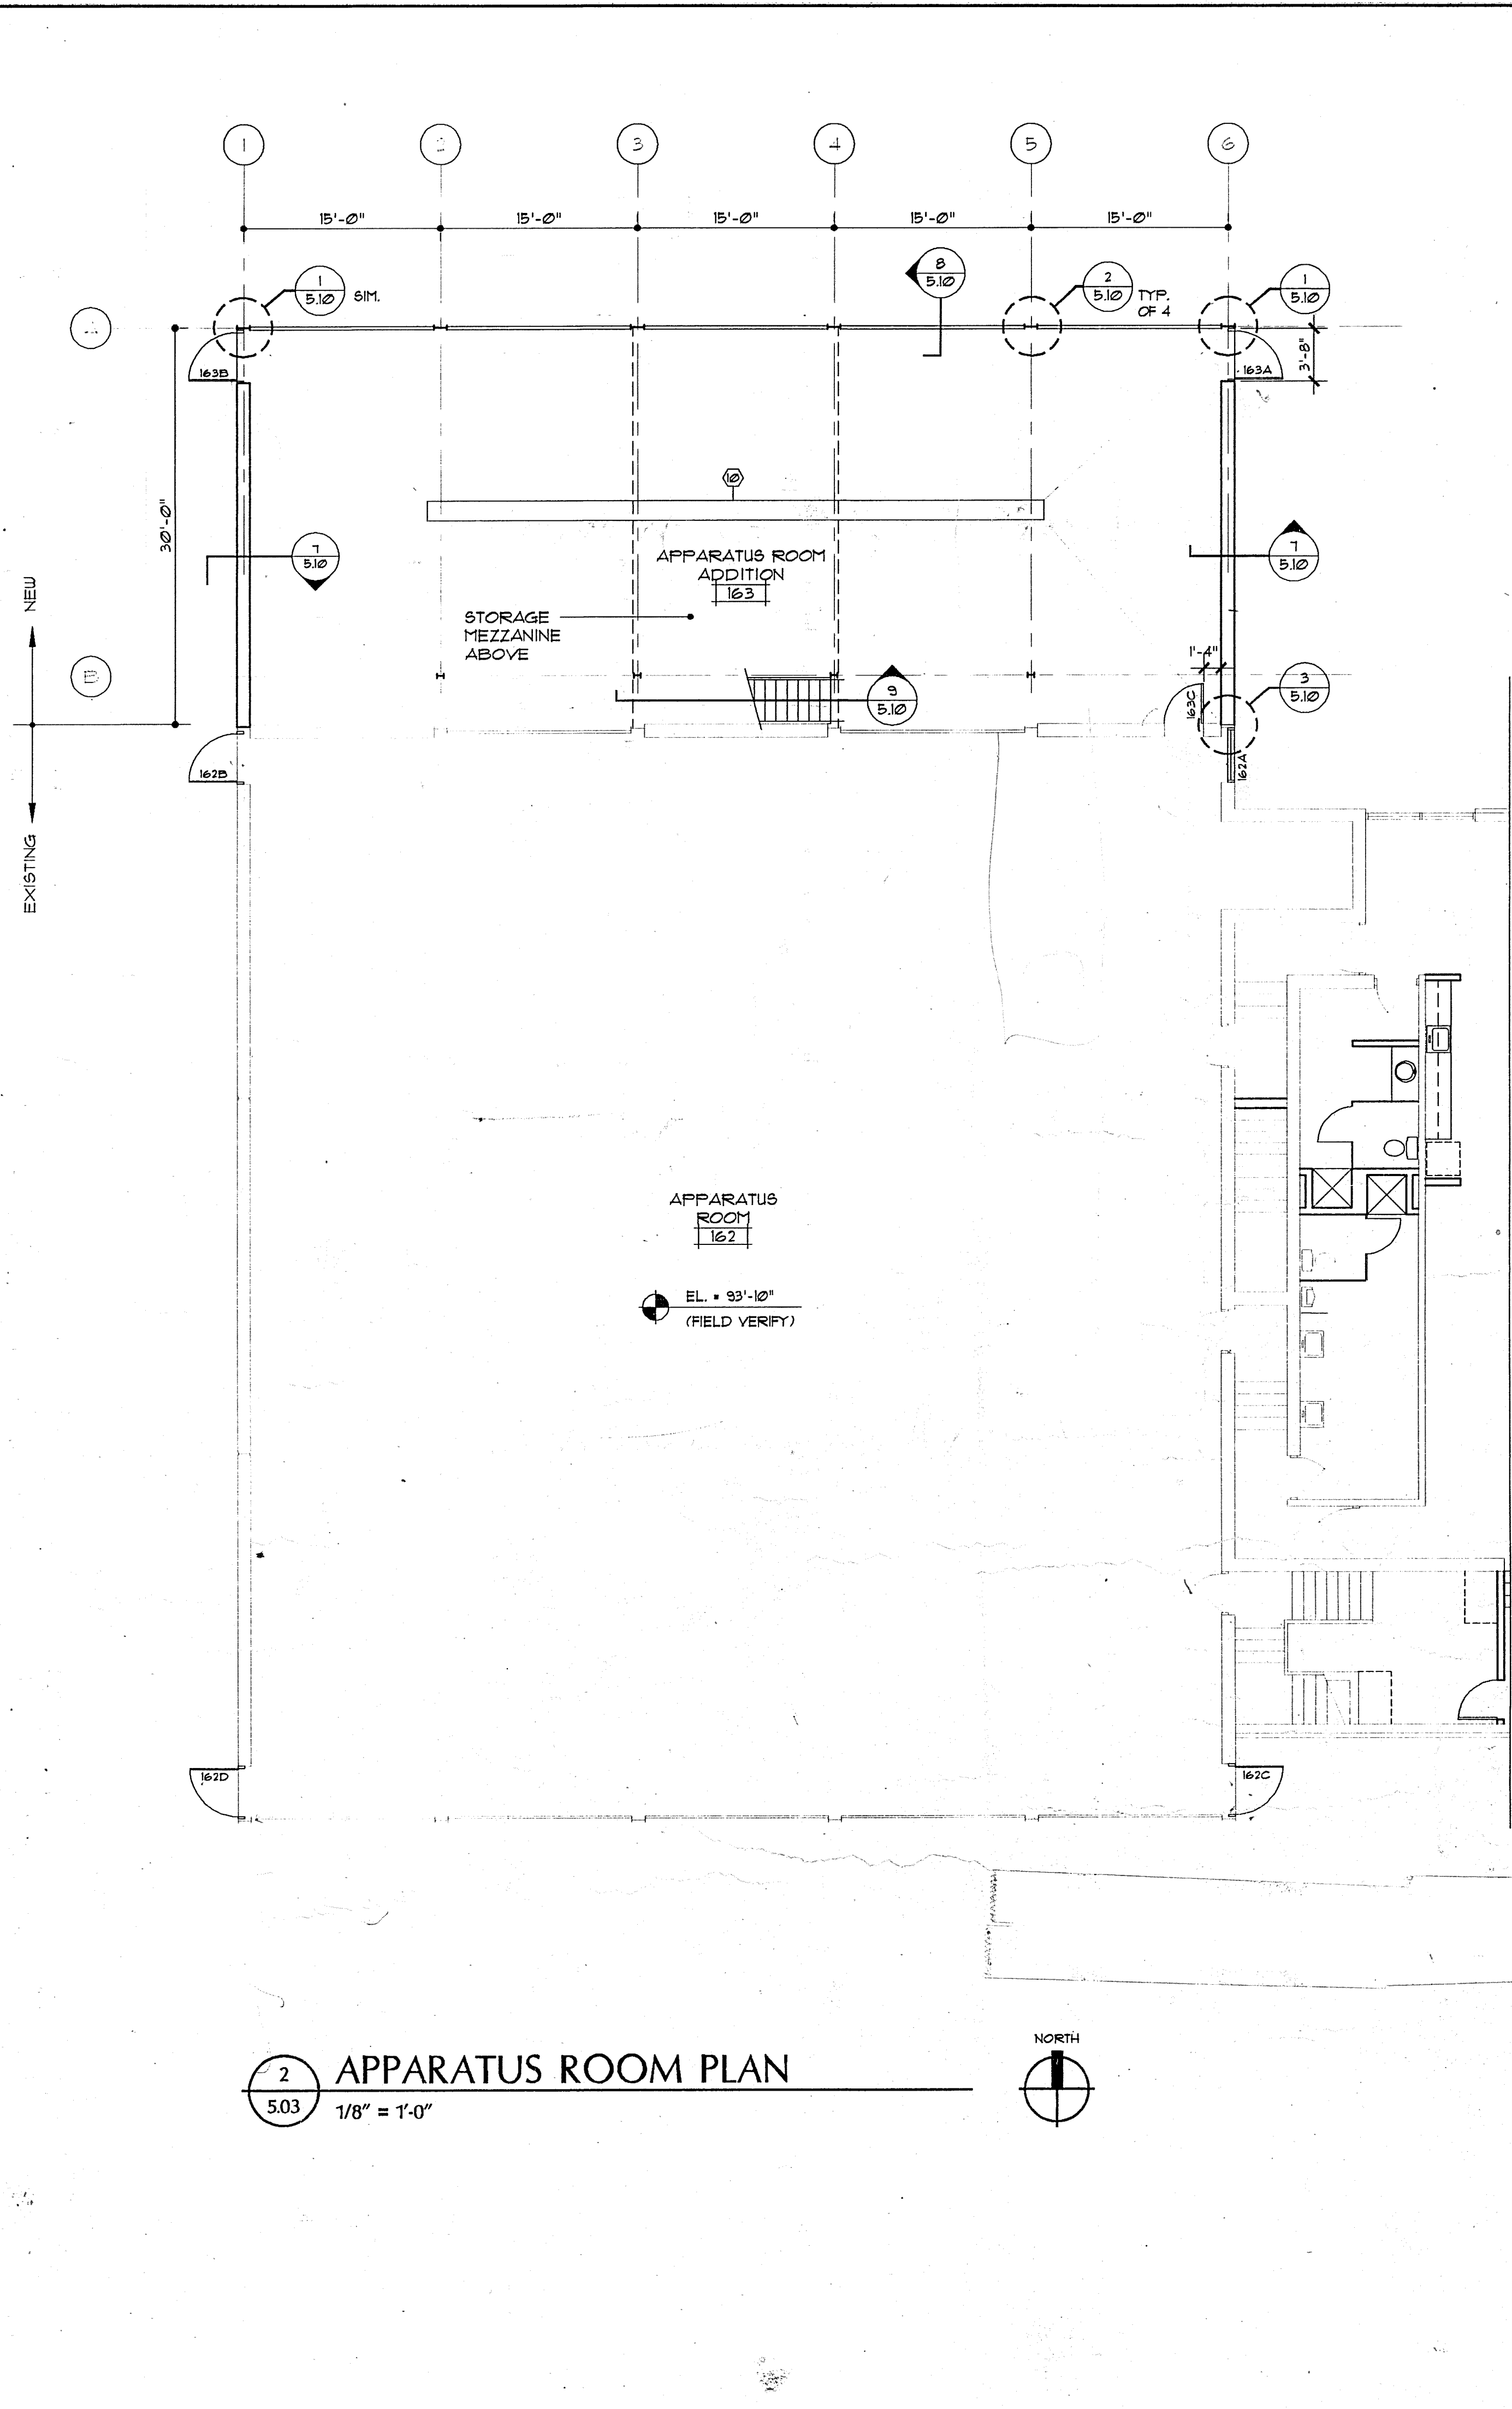 1
2
3
4
5
6
15'-0"
15'-0"
15'-0"
15'-0"
15'-0"
1
5.10
SIM.
8
5.10
2
5.10
TYP.
OF 4
1
5.10
A
163B
163A
3'-8"
30'-0"
10
7
5.10
7
5.10
APPARATUS ROOM
ADDITION
163
STORAGE
MEZZANINE
ABOVE
NEW
B
1'-4"
3
5.10
9
5.10
163C
162B
162A
EXISTING
APPARATUS
ROOM
162
EL. = 93'-10"
(FIELD VERIFY)
162D
162C
2
5.03
APPARATUS ROOM PLAN
1/8" = 1'-0"
NORTH